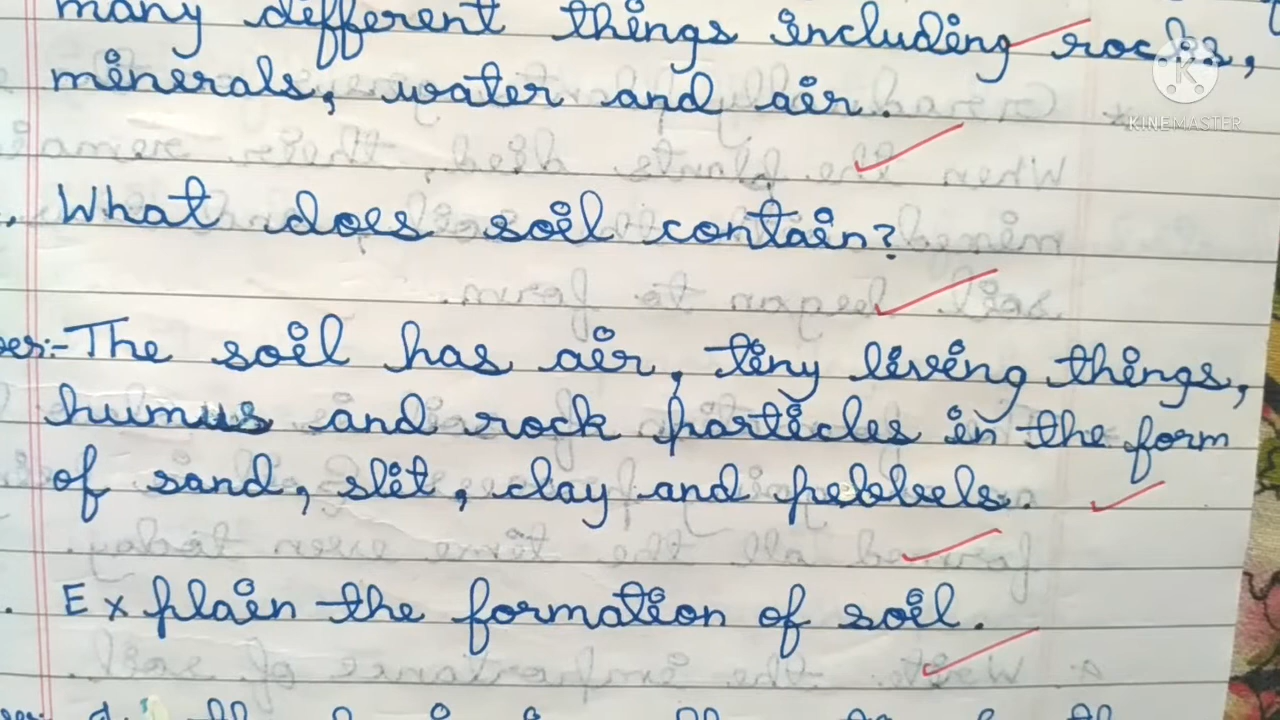 many different things including rocks,
minerals, water and air.
. What does soil contain?
er:- The soil has air, tiny living things,
humus and rock particles in the form
of sand, slit, clay and pebbels.
. Explain the formation of soil.
KINEMASTER